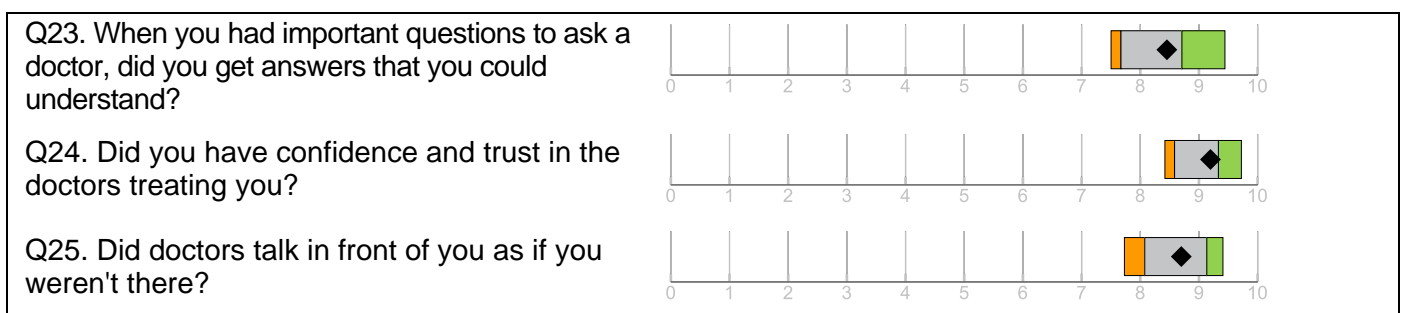 Q23. When you had important questions to ask a
doctor, did you get answers that you could
understand?
0 1 2 3 4 5 6 7 8 9 10
Q24. Did you have confidence and trust in the
doctors treating you?
0 1 2 3 4 5 6 7 8 9 10
Q25. Did doctors talk in front of you as if you
weren't there?
0 1 2 3 4 5 6 7 8 9 10